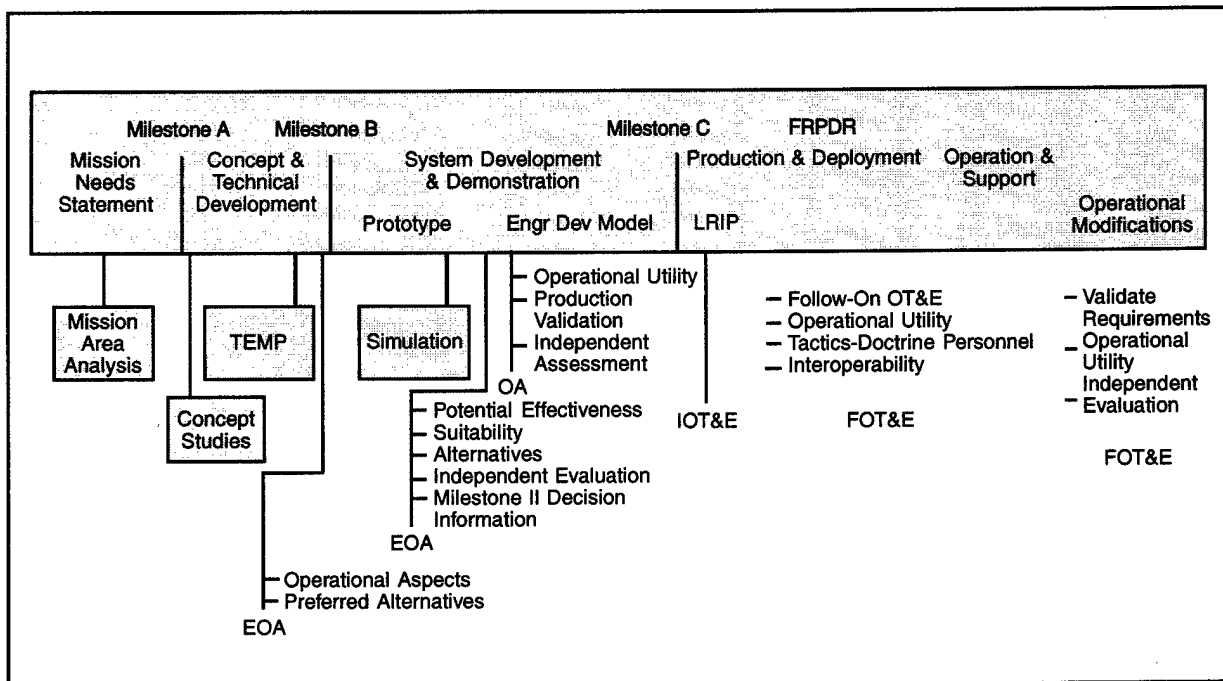 Milestone A
Milestone B
Milestone C
FRPDR
Mission
Needs
Statement
Concept &
Technical
Development
System Development
& Demonstration
Prototype
Engr Dev Model
Production & Deployment
LRIP
Operation &
Support
Operational
Modifications
Mission
Area
Analysis
Concept
Studies
TEMP
Simulation
– Operational Utility
– Production
Validation
– Independent
Assessment
OA
– Potential Effectiveness
– Suitability
– Alternatives
– Independent Evaluation
– Milestone II Decision
Information
EOA
– Operational Aspects
– Preferred Alternatives
EOA
IOT&E
– Follow-On OT&E
– Operational Utility
– Tactics-Doctrine Personnel
– Interoperability
FOT&E
– Validate
Requirements
– Operational
Utility
Independent
– Evaluation
FOT&E